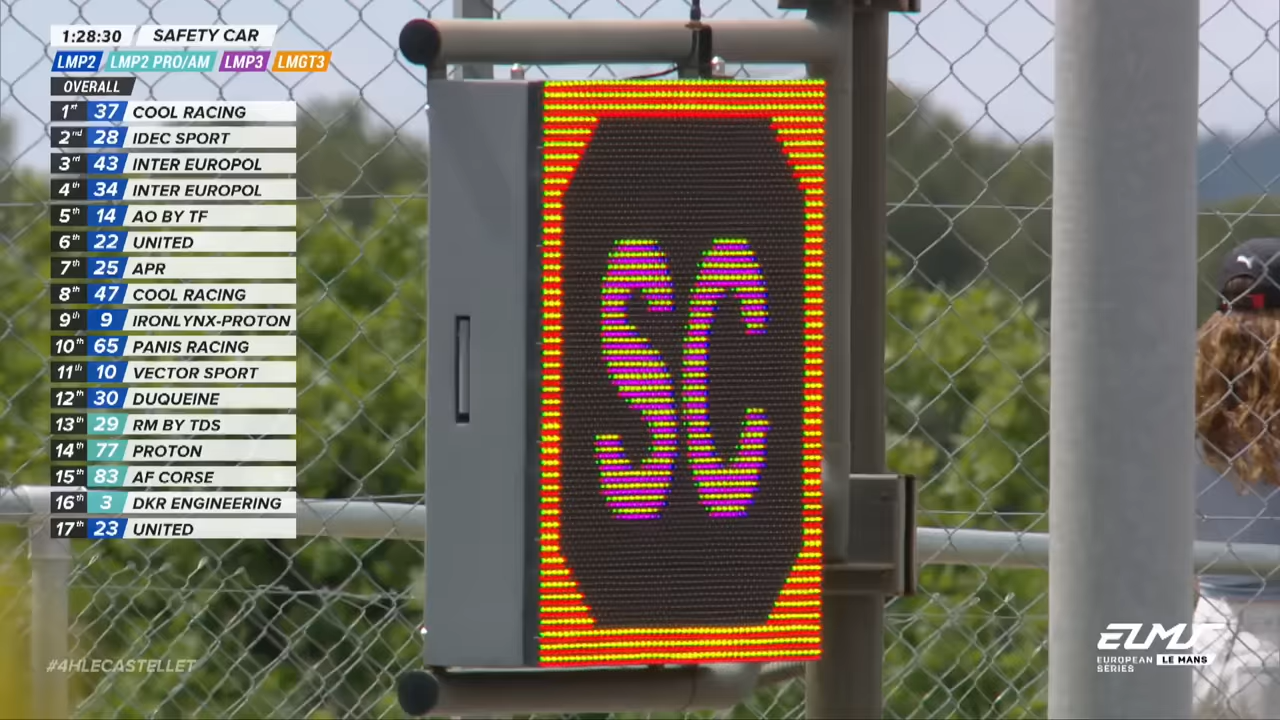 1:28:30 SAFETY CAR
LMP2 LMP2 PRO/AM LMP3 LMGT3
OVERALL
1st 37 COOL RACING
2nd 28 IDEC SPORT
3rd 43 INTER EUROPOL
4th 34 INTER EUROPOL
5th 14 AO BY TF
6th 22 UNITED
7th 25 APR
8th 47 COOL RACING
9th 9 IRONLYNX-PROTON
10th 65 PANIS RACING
11th 10 VECTOR SPORT
12th 30 DUQUEINE
13th 29 RM BY TDS
14th 77 PROTON
15th 83 AF CORSE
16th 3 DKR ENGINEERING
17th 23 UNITED
SC
#4HLECASTELLET
ELMS
EUROPEAN LE MANS
SERIES